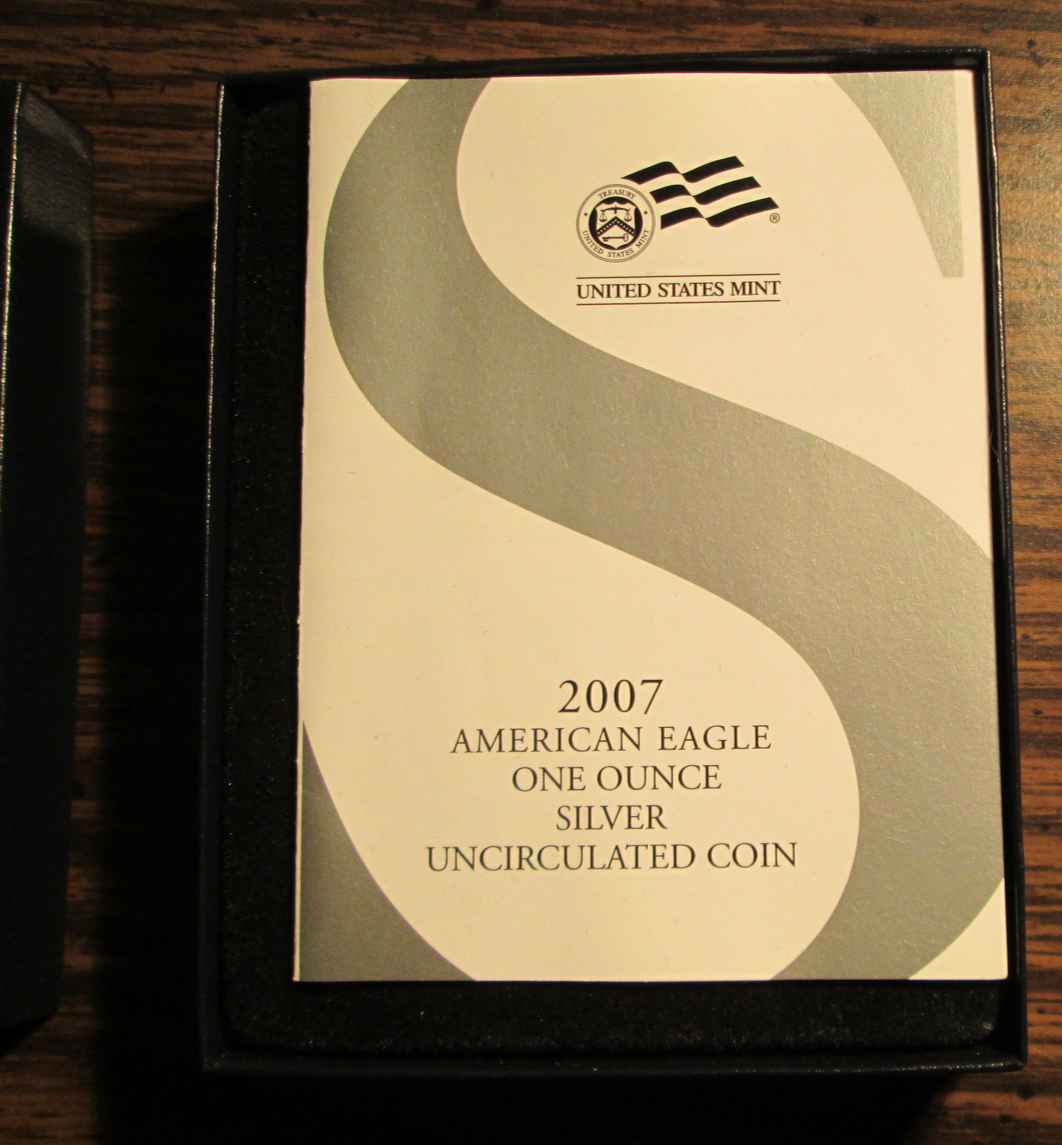 TREASURY
UNITED STATES MINT
®
UNITED STATES MINT
2007
AMERICAN EAGLE
ONE OUNCE
SILVER
UNCIRCULATED COIN